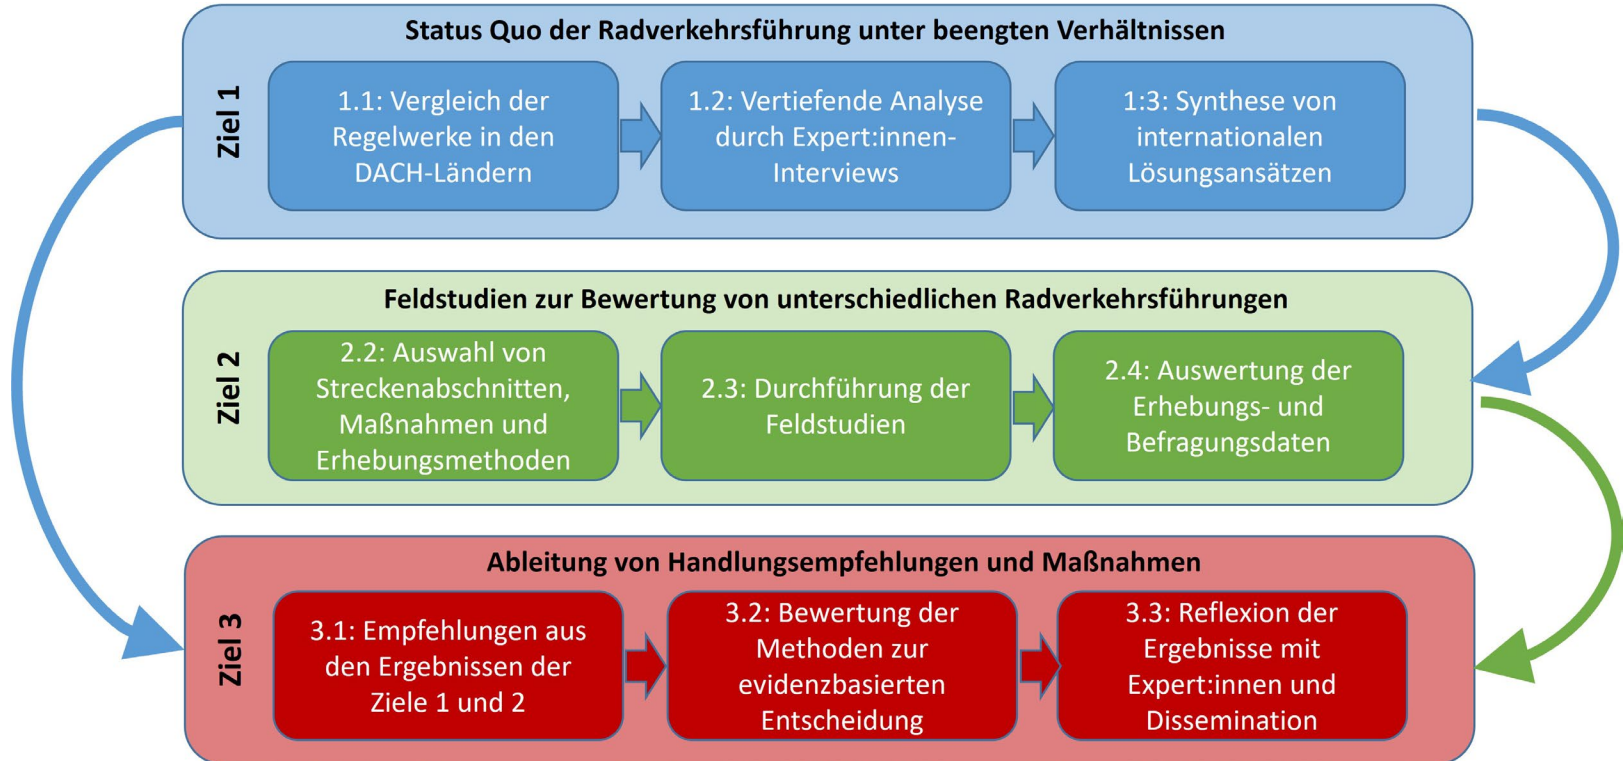 Status Quo der Radverkehrsführung unter beengten Verhältnissen
Ziel 1
1.1: Vergleich der
Regelwerke in den
DACH-Ländern
1.2: Vertiefende Analyse
durch Expert:innen-
Interviews
1:3: Synthese von
internationalen
Lösungsansätzen
Feldstudien zur Bewertung von unterschiedlichen Radverkehrsführungen
Ziel 2
2.2: Auswahl von
Streckenabschnitten,
Maßnahmen und
Erhebungsmethoden
2.3: Durchführung der
Feldstudien
2.4: Auswertung der
Erhebungs- und
Befragungsdaten
Ableitung von Handlungsempfehlungen und Maßnahmen
Ziel 3
3.1: Empfehlungen aus
den Ergebnissen der
Ziele 1 und 2
3.2: Bewertung der
Methoden zur
evidenzbasierten
Entscheidung
3.3: Reflexion der
Ergebnisse mit
Expert:innen und
Dissemination